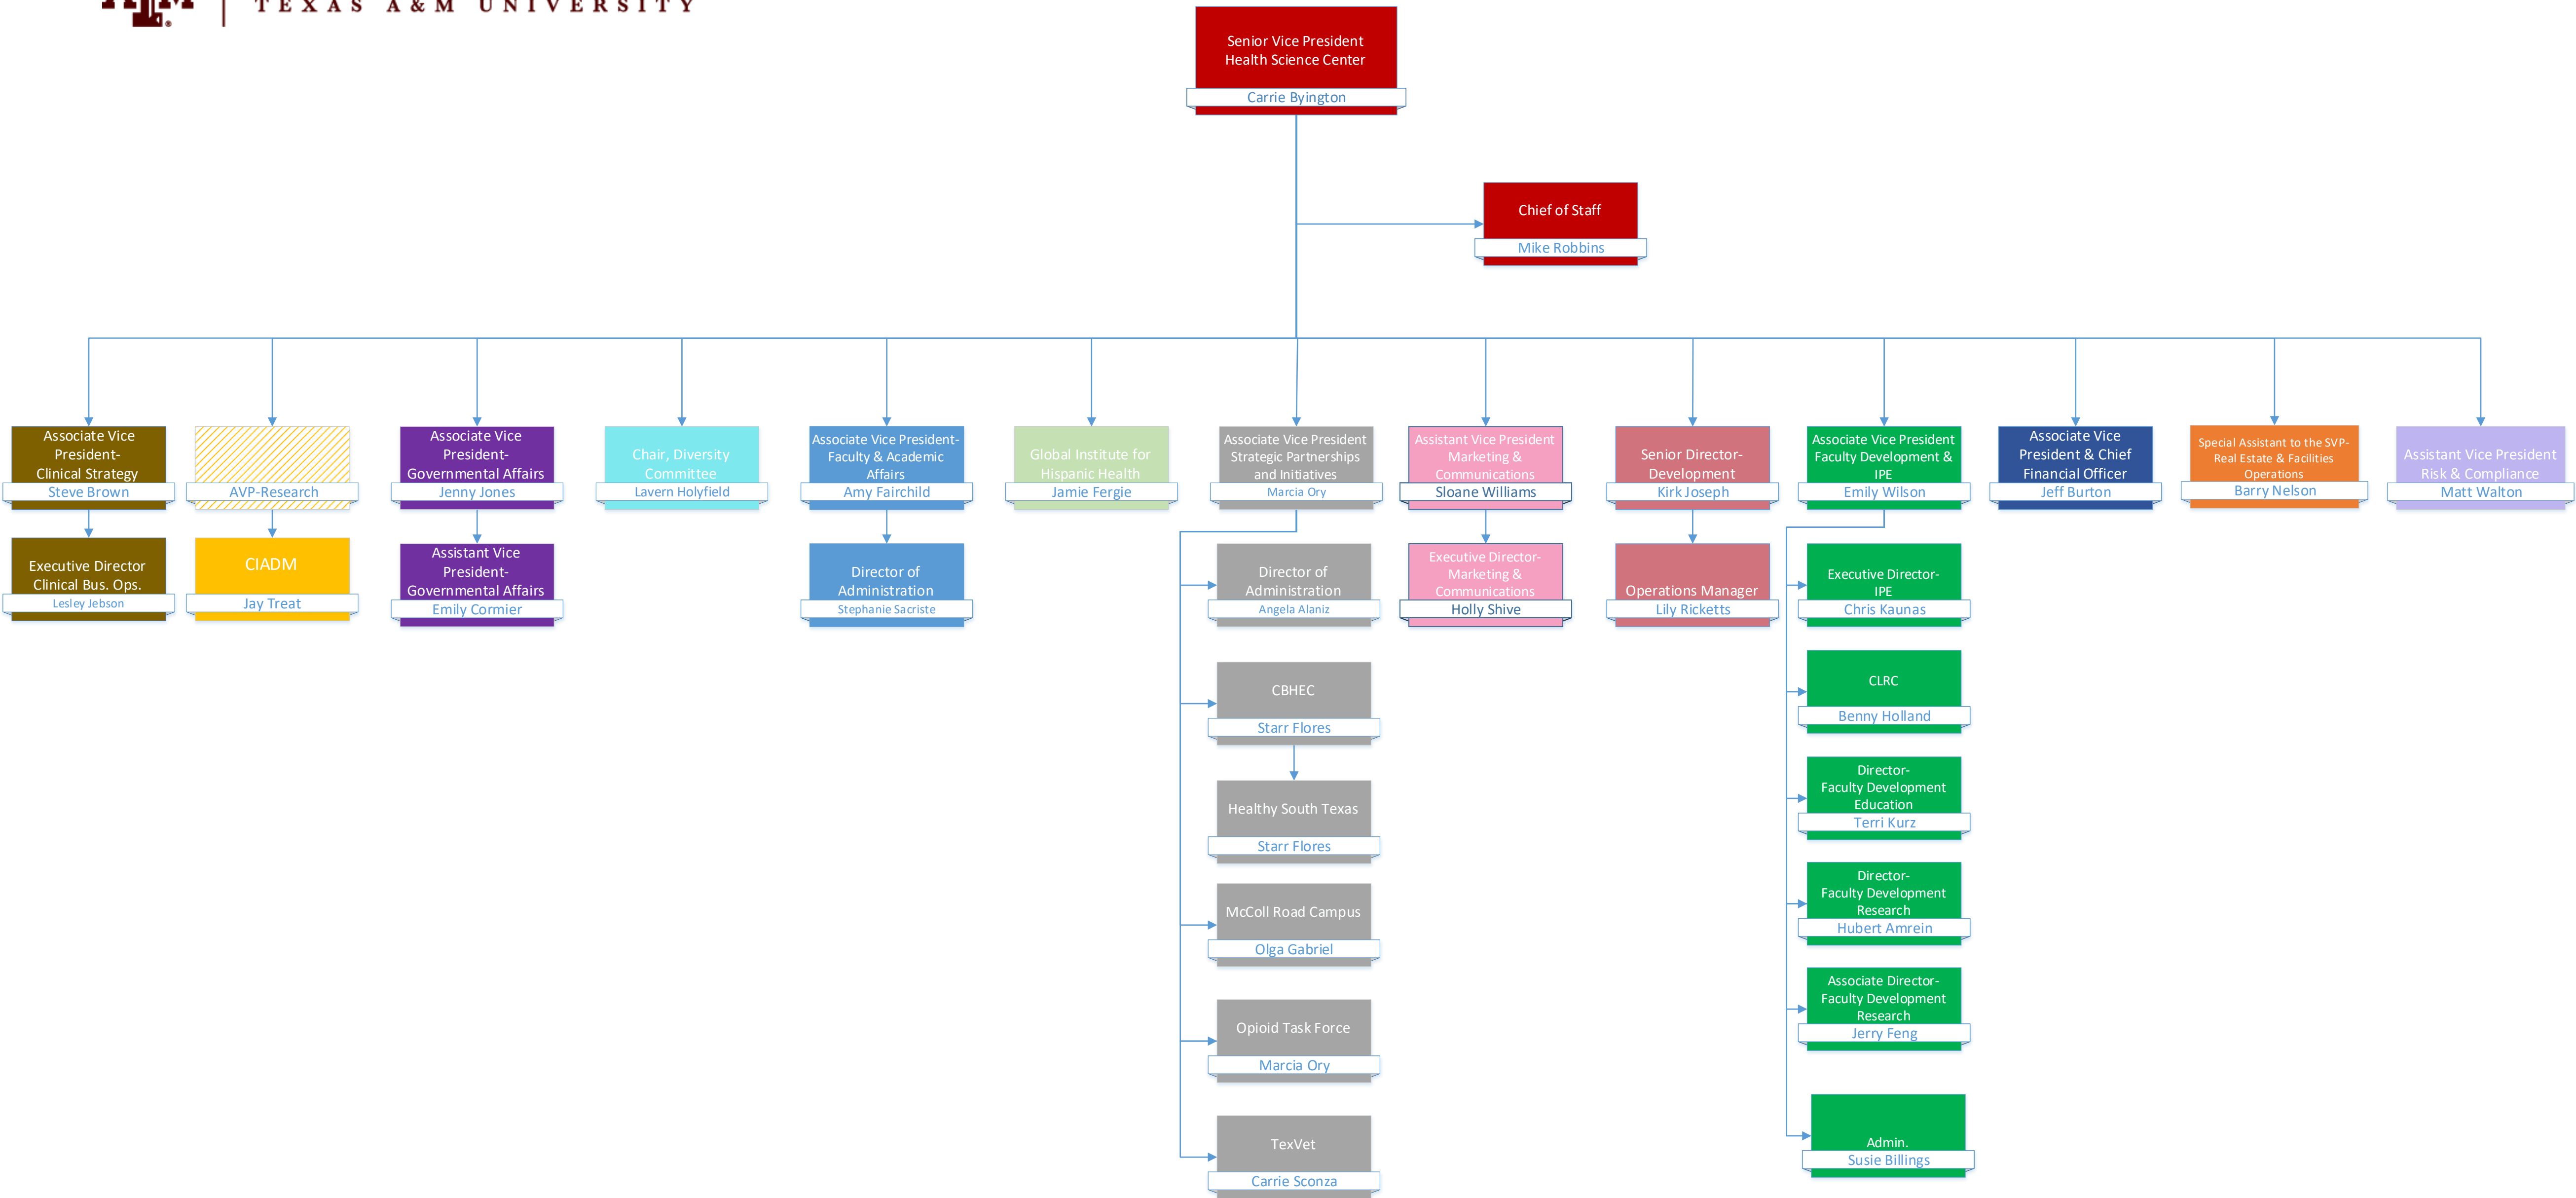 TEXAS A&M UNIVERSITY
Senior Vice President
Health Science Center
Carrie Byington
Chief of Staff
Mike Robbins
Associate Vice
President-
Clinical Strategy
Steve Brown
AVP-Research
Associate Vice
President-
Governmental Affairs
Jenny Jones
Chair, Diversity
Committee
Lavern Holyfield
Associate Vice President-
Faculty & Academic
Affairs
Amy Fairchild
Global Institute for
Hispanic Health
Jamie Fergie
Associate Vice President
Strategic Partnerships
and Initiatives
Marcia Ory
Assistant Vice President
Marketing &
Communications
Sloane Williams
Senior Director-
Development
Kirk Joseph
Associate Vice President
Faculty Development &
IPE
Emily Wilson
Associate Vice
President & Chief
Financial Officer
Jeff Burton
Special Assistant to the SVP-
Real Estate & Facilities
Operations
Barry Nelson
Assistant Vice President
Risk & Compliance
Matt Walton
Executive Director
Clinical Bus. Ops.
Lesley Jebson
CIADM
Jay Treat
Assistant Vice
President-
Governmental Affairs
Emily Cormier
Director of
Administration
Stephanie Sacriste
Director of
Administration
Angela Alaniz
Executive Director-
Marketing &
Communications
Holly Shive
Operations Manager
Lily Ricketts
Executive Director-
IPE
Chris Kaunas
CBHEC
Starr Flores
Healthy South Texas
Starr Flores
McColl Road Campus
Olga Gabriel
Opioid Task Force
Marcia Ory
TexVet
Carrie Sconza
CLRC
Benny Holland
Director-
Faculty Development
Education
Terri Kurz
Director-
Faculty Development
Research
Hubert Amrein
Associate Director-
Faculty Development
Research
Jerry Feng
Admin.
Susie Billings